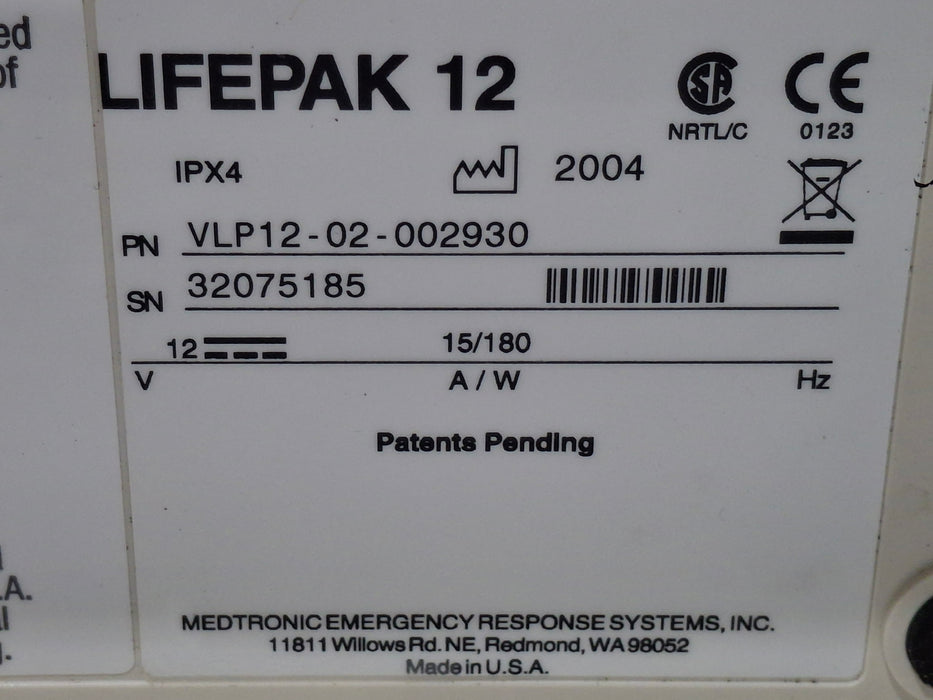 ed
of
LIFEPAK 12
CSA
NRTL/C
CE
0123
IPX4
2004
PN VLP12-02-002930
SN 32075185
12
15/180
V
A / W
Hz
Patents Pending
.A.
MEDTRONIC EMERGENCY RESPONSE SYSTEMS, INC.
11811 Willows Rd. NE, Redmond, WA 98052
Made in U.S.A.